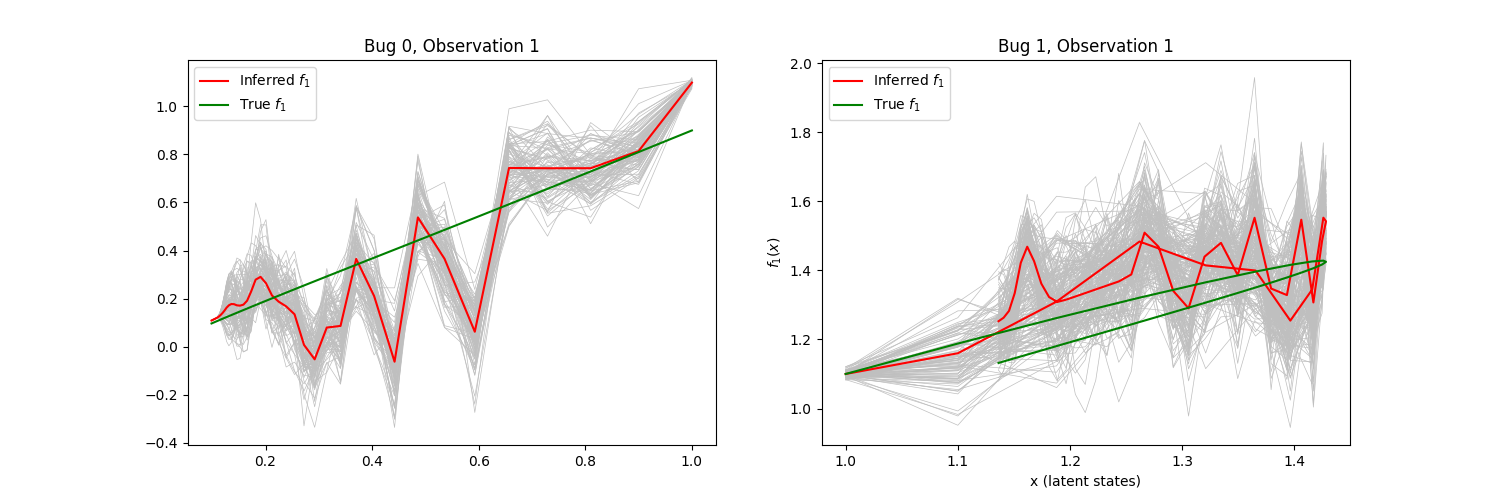 Bug 0, Observation 1
Inferred f₁
True f₁
1.0
0.8
0.6
0.4
0.2
0.0
−0.2
−0.4
0.2 0.4 0.6 0.8 1.0
Bug 1, Observation 1
Inferred f₁
True f₁
2.0
1.8
1.6
1.4
1.2
1.0
f₁(x)
1.0 1.1 1.2 1.3 1.4
x (latent states)